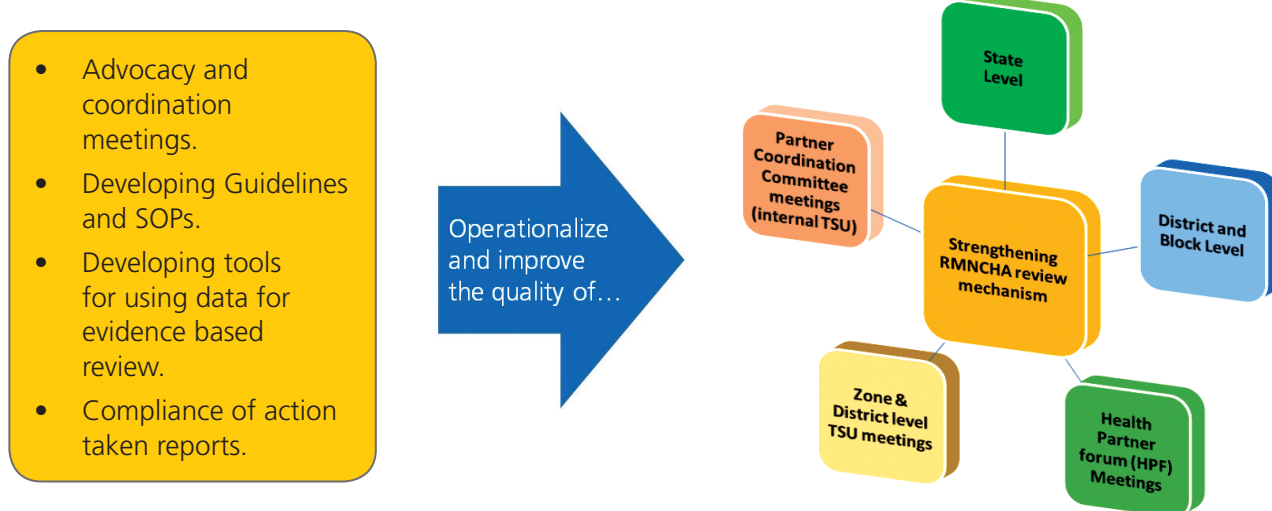 • Advocacy and
coordination
meetings.
• Developing Guidelines
and SOPs.
• Developing tools
for using data for
evidence based
review.
• Compliance of action
taken reports.
Operationalize
and improve
the quality of…
State
Level
Partner
Coordination
Committee
meetings
(internal TSU)
Strengthening
RMNCHA review
mechanism
District and
Block Level
Zone &
District level
TSU meetings
Health
Partner
forum (HPF)
Meetings